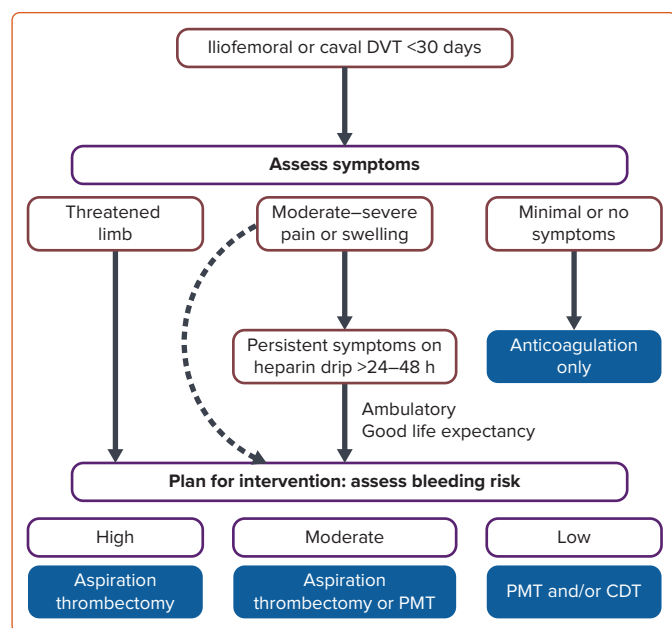 Iliofemoral or caval DVT <30 days
Assess symptoms
Threatened
limb
Moderate–severe
pain or swelling
Minimal or no
symptoms
Persistent symptoms on
heparin drip >24–48 h
Anticoagulation
only
Ambulatory
Good life expectancy
Plan for intervention: assess bleeding risk
High
Moderate
Low
Aspiration
thrombectomy
Aspiration
thrombectomy or PMT
PMT and/or CDT